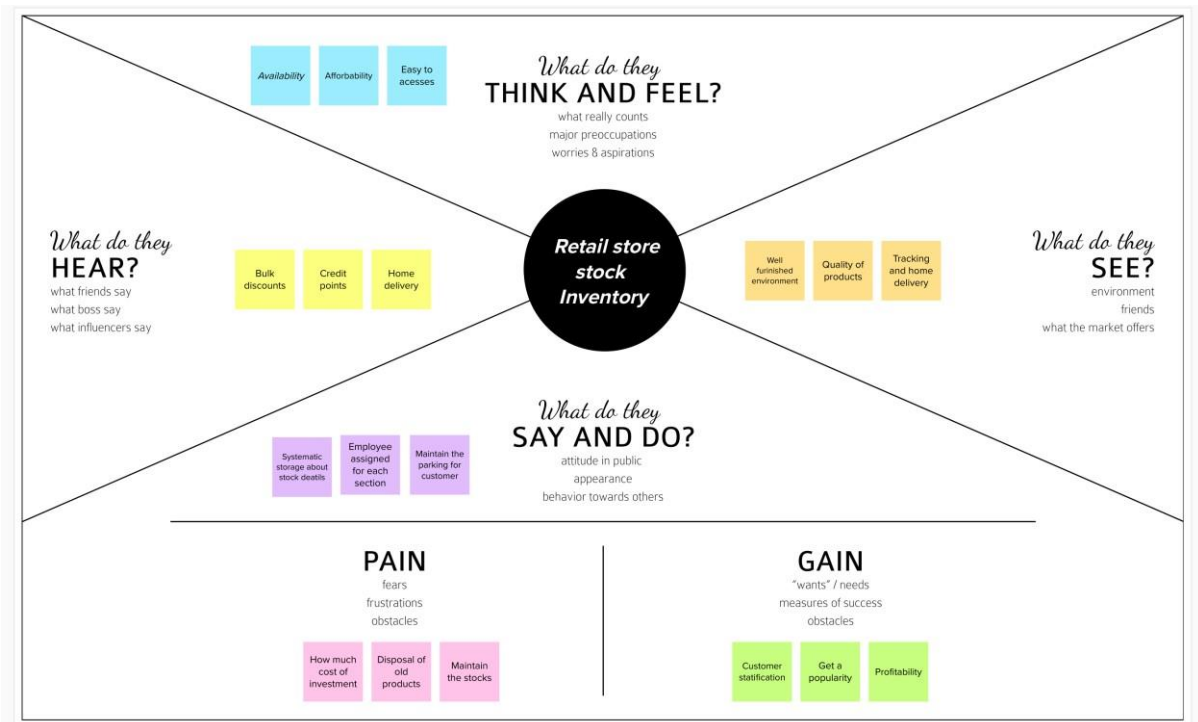 Availability
Afforbability
Easy to
acesses
What do they
THINK AND FEEL?
what really counts
major preoccupations
worries & aspirations
What do they
HEAR?
what friends say
what boss say
what influencers say
Bulk
discounts
Credit
points
Home
delivery
Retail store
stock
Inventory
Well
furinished
environment
Quality of
products
Tracking
and home
delivery
What do they
SEE?
environment
friends
what the market offers
What do they
SAY AND DO?
attitude in public
appearance
behavior towards others
Systematic
storage about
stock deatils
Employee
assigned
for each
section
Maintain the
parking for
customer
PAIN
fears
frustrations
obstacles
How much
cost of
investment
Disposal of
old
products
Maintain
the stocks
GAIN
“wants” / needs
measures of success
obstacles
Customer
statification
Get a
popularity
Profitability